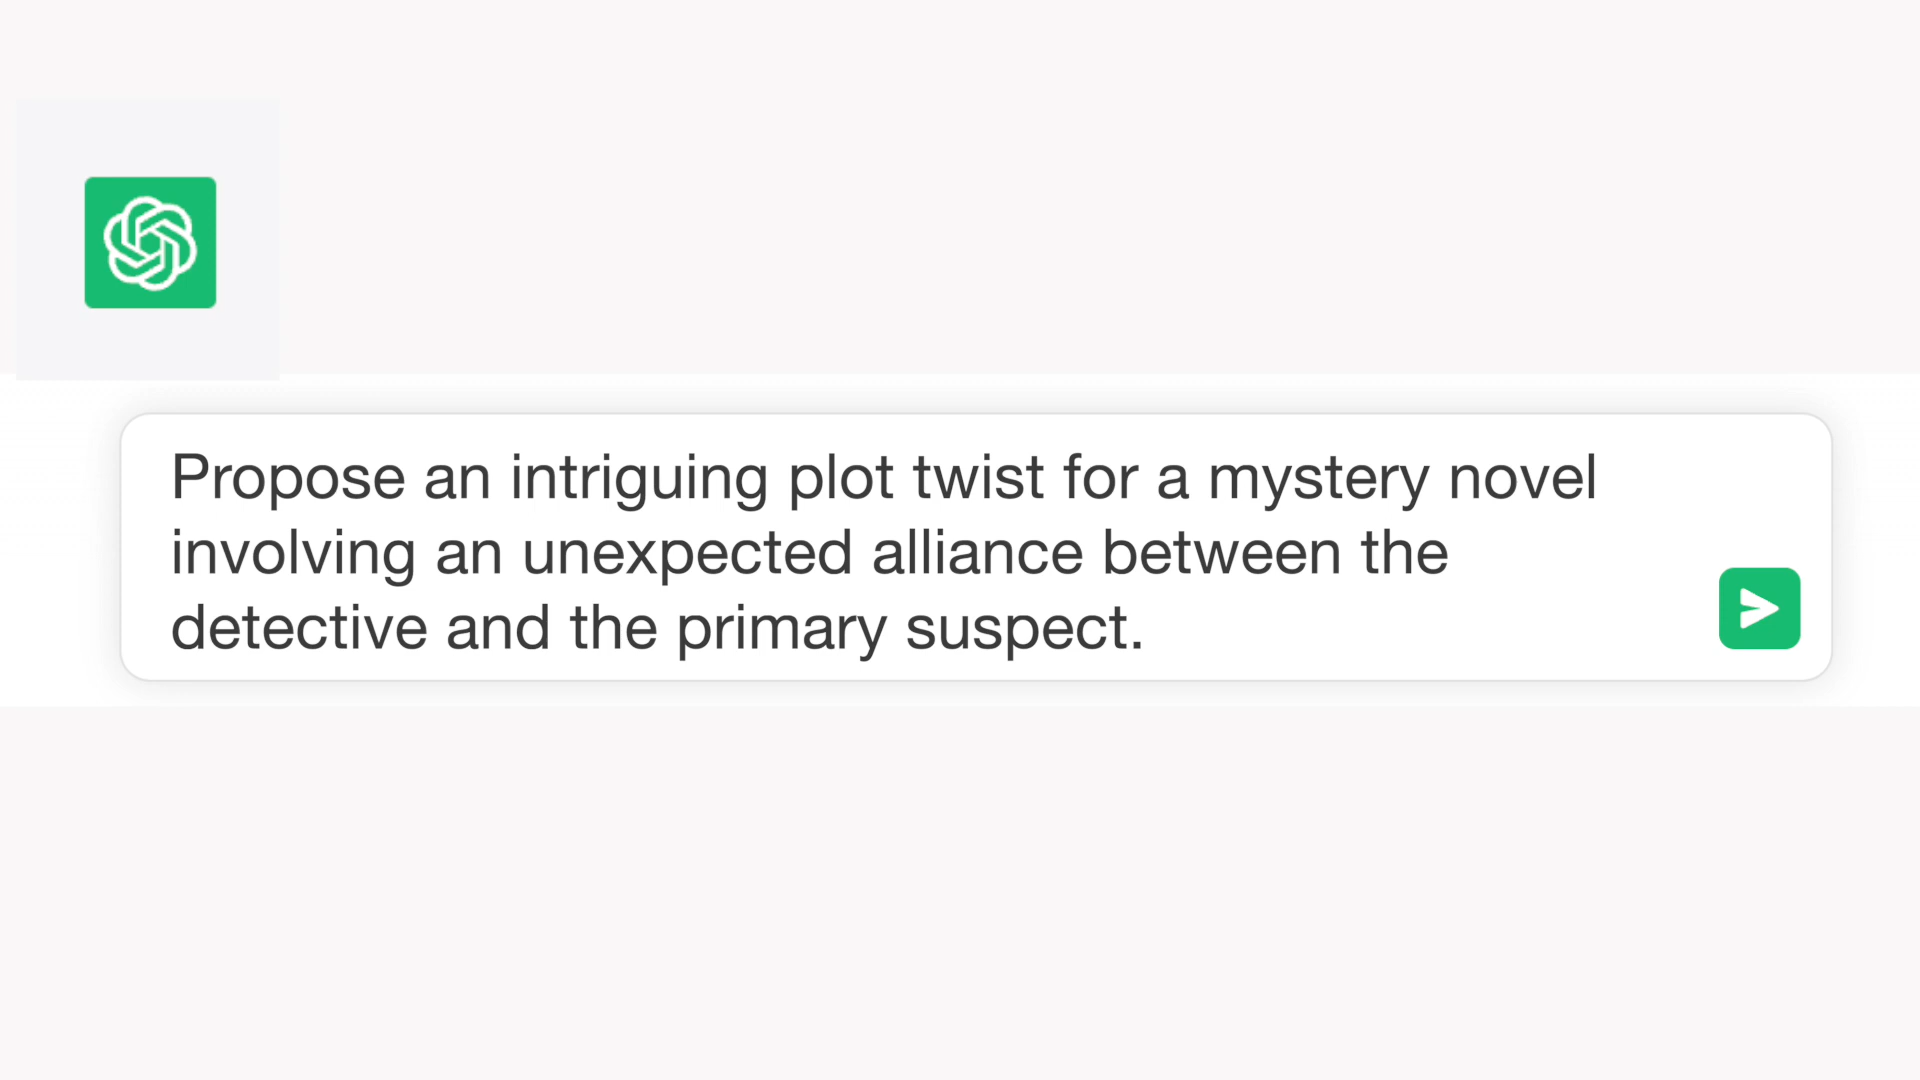 Propose an intriguing plot twist for a mystery novel
involving an unexpected alliance between the
detective and the primary suspect.